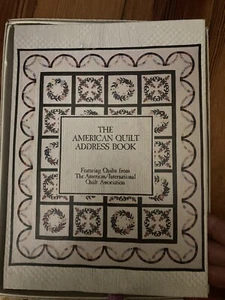 THE
AMERICAN QUILT
ADDRESS BOOK
Featuring Quilts from
The American/International
Quilt Association